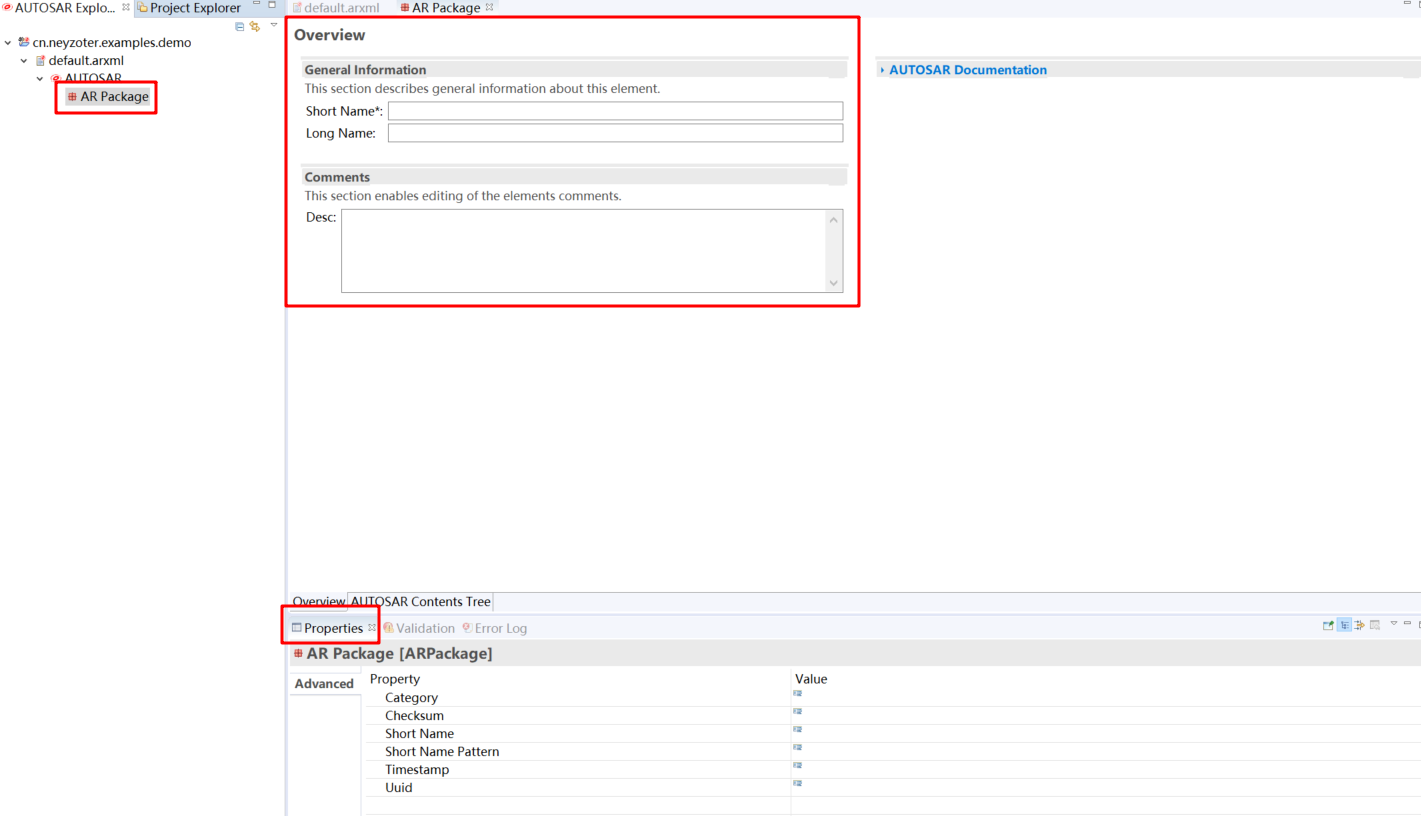 AUTOSAR Explo... Project Explorer
cn.neyzoter.examples.demo
default.arxml
AUTOSAR
AR Package
default.arxml AR Package
Overview
General Information
This section describes general information about this element.
Short Name*:
Long Name:
Comments
This section enables editing of the elements comments.
Desc:
AUTOSAR Documentation
Overview AUTOSAR Contents Tree
Properties Validation Error Log
AR Package [ARPackage]
Advanced
Property Value
Category
Checksum
Short Name
Short Name Pattern
Timestamp
Uuid